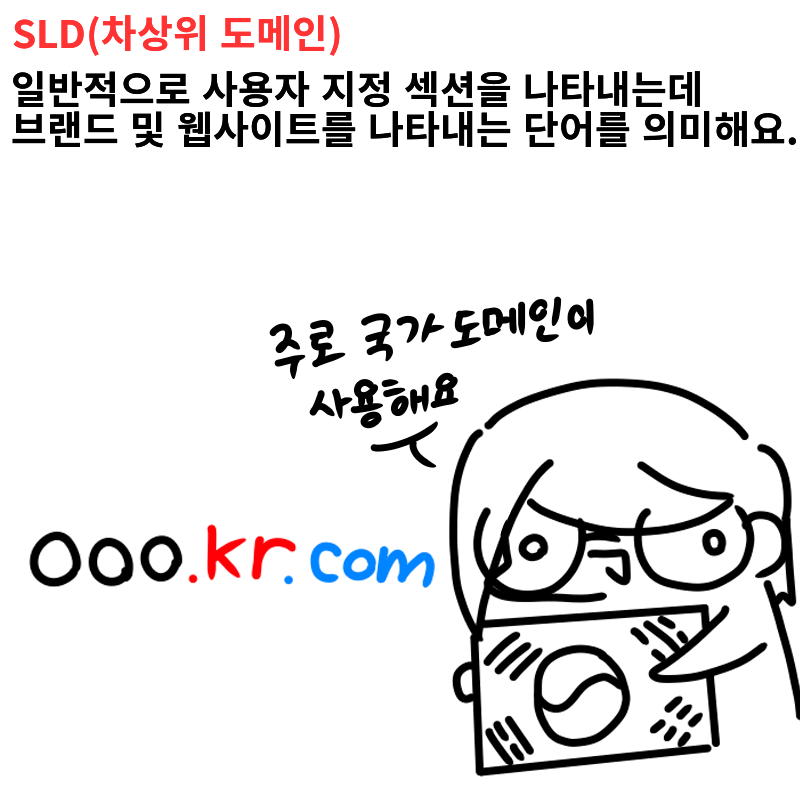 SLD(차상위 도메인)
일반적으로 사용자 지정 섹션을 나타내는데
브랜드 및 웹사이트를 나타내는 단어를 의미해요.
주로 국가 도메인이
사용해요
OOO.kr.com